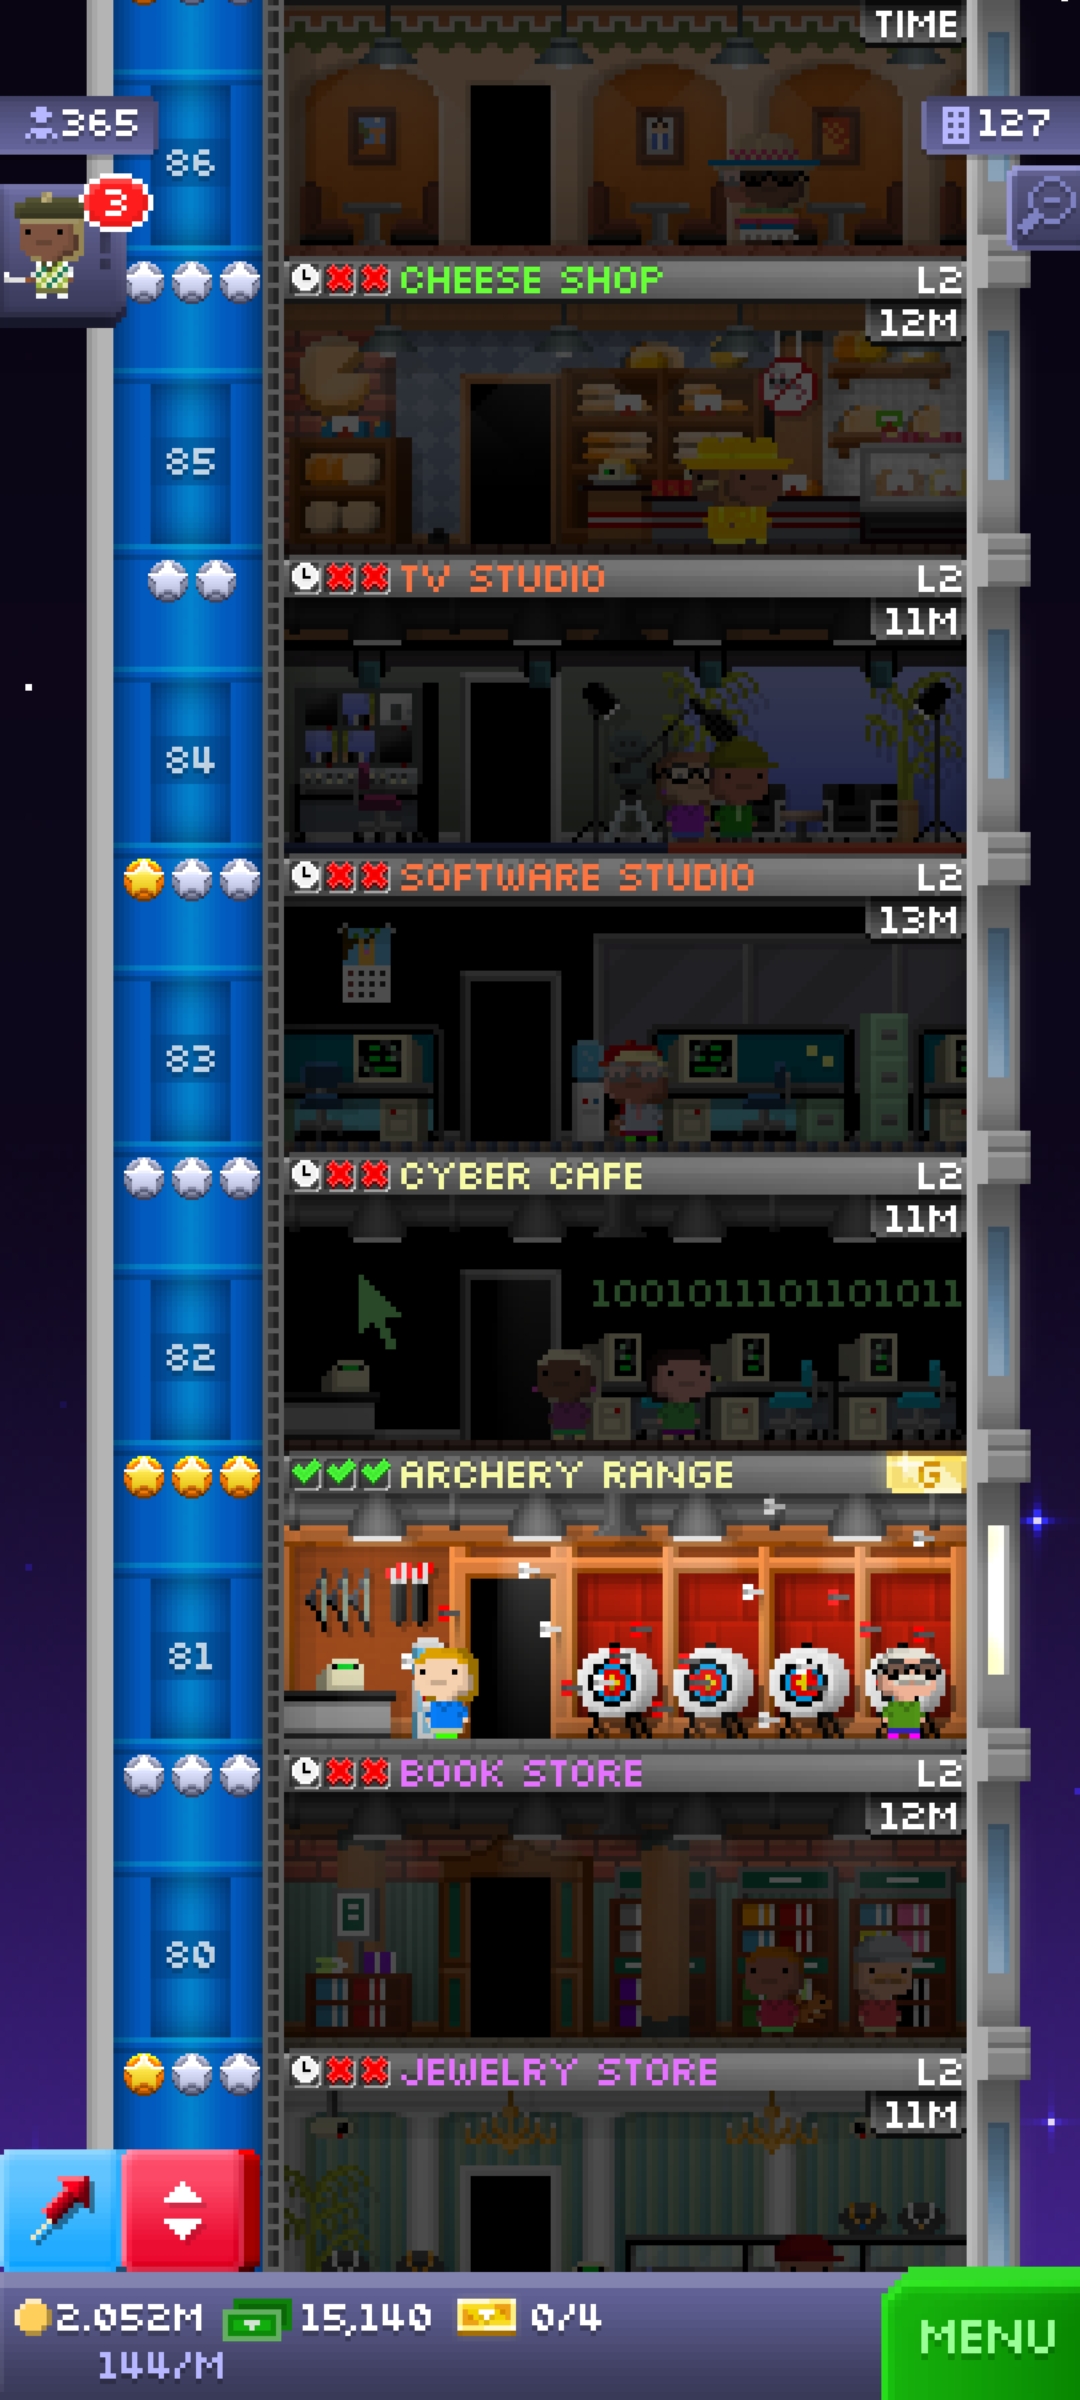 TIME
365
127
86
3
CHEESE SHOP L2
12M
85
TV STUDIO L2
11M
84
SOFTWARE STUDIO L2
13M
83
CYBER CAFE L2
11M
1001011101101011
82
ARCHERY RANGE G
81
BOOK STORE L2
12M
80
JEWELRY STORE L2
11M
2.052M 15,140 0/4
144/M
MENU